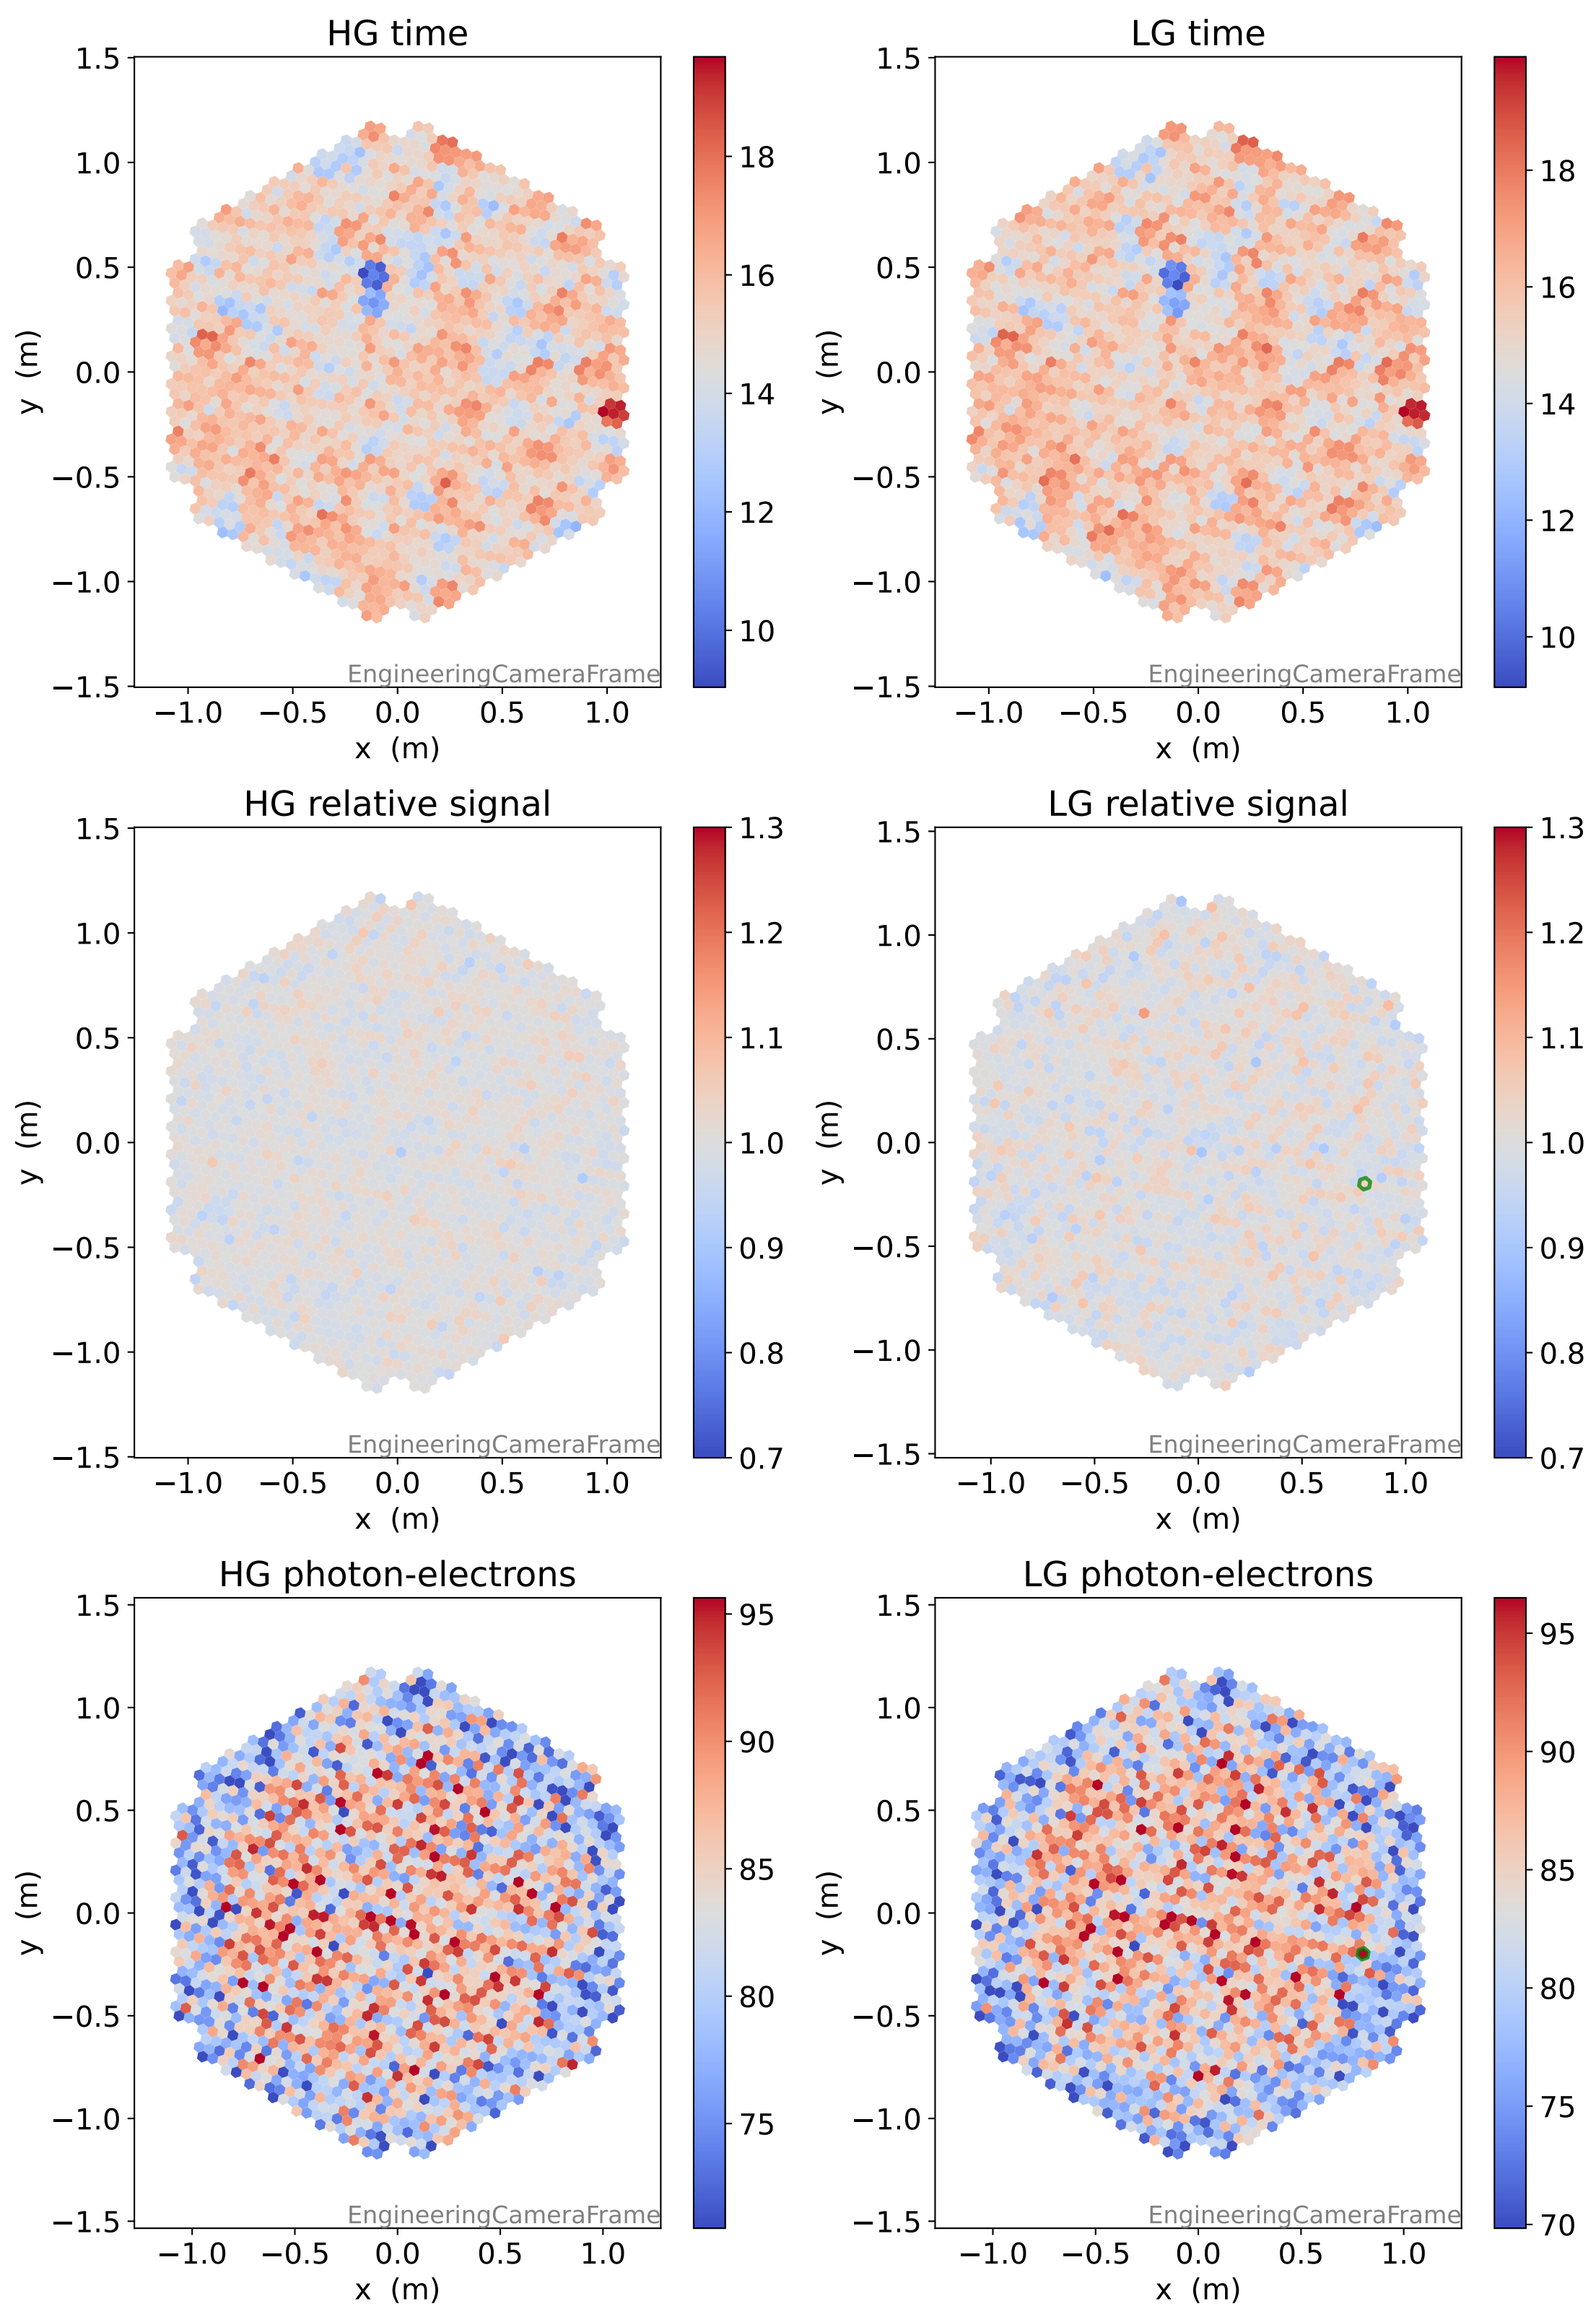 HG time
1.5
1.0
0.5
0.0
−0.5
−1.0
−1.5
y (m)
EngineeringCameraFrame
−1.0 −0.5 0.0 0.5 1.0
x (m)
18
16
14
12
10
LG time
1.5
1.0
0.5
0.0
−0.5
−1.0
−1.5
y (m)
EngineeringCameraFrame
−1.0 −0.5 0.0 0.5 1.0
x (m)
18
16
14
12
10
HG relative signal
1.5
1.0
0.5
0.0
−0.5
−1.0
−1.5
y (m)
EngineeringCameraFrame
−1.0 −0.5 0.0 0.5 1.0
x (m)
1.3
1.2
1.1
1.0
0.9
0.8
0.7
LG relative signal
1.5
1.0
0.5
0.0
−0.5
−1.0
−1.5
y (m)
EngineeringCameraFrame
−1.0 −0.5 0.0 0.5 1.0
x (m)
1.3
1.2
1.1
1.0
0.9
0.8
0.7
HG photon-electrons
1.5
1.0
0.5
0.0
−0.5
−1.0
−1.5
y (m)
EngineeringCameraFrame
−1.0 −0.5 0.0 0.5 1.0
x (m)
95
90
85
80
75
LG photon-electrons
1.5
1.0
0.5
0.0
−0.5
−1.0
−1.5
y (m)
EngineeringCameraFrame
−1.0 −0.5 0.0 0.5 1.0
x (m)
95
90
85
80
75
70